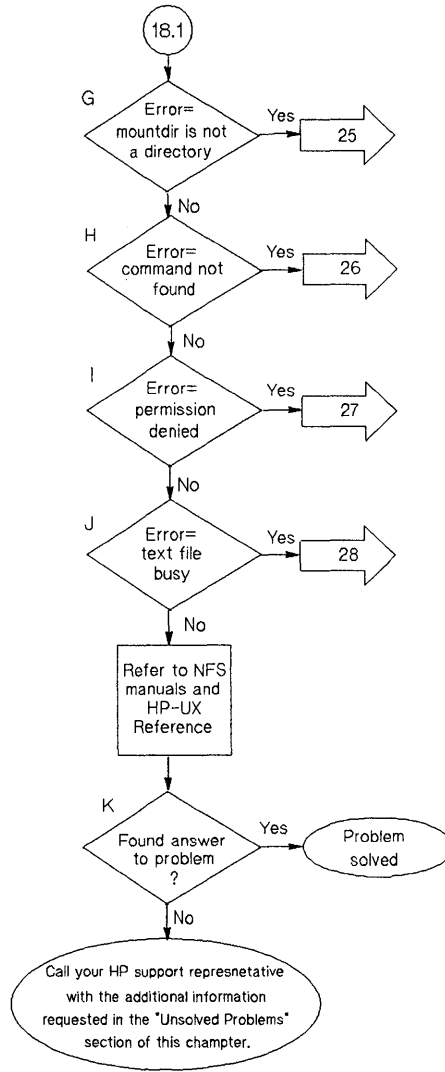 18.1
G
Error=
mountdir is not
a directory
Yes
25
No
H
Error=
command not
found
Yes
26
No
I
Error=
permission
denied
Yes
27
No
J
Error=
text file
busy
Yes
28
No
Refer to NFS
manuals and
HP-UX
Reference
K
Found answer
to problem
?
Yes
Problem
solved
No
Call your HP support represnetative
with the additional information
requested in the "Unsolved Problems"
section of this champter.